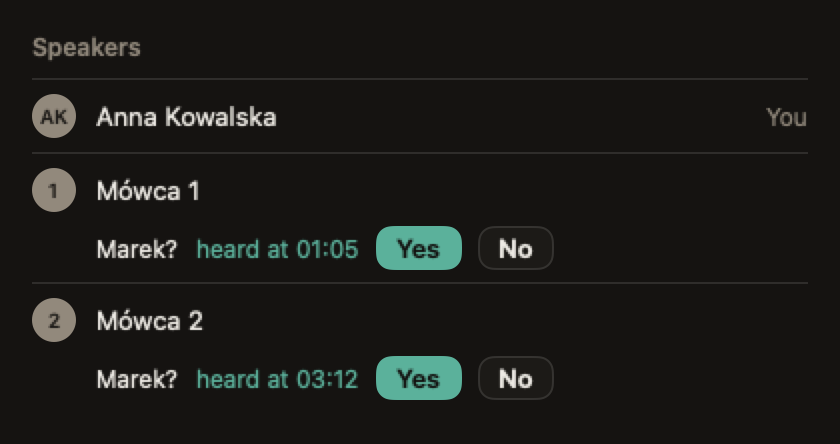 Speakers
AK Anna Kowalska You
1 Mówca 1
Marek? heard at 01:05 Yes No
2 Mówca 2
Marek? heard at 03:12 Yes No